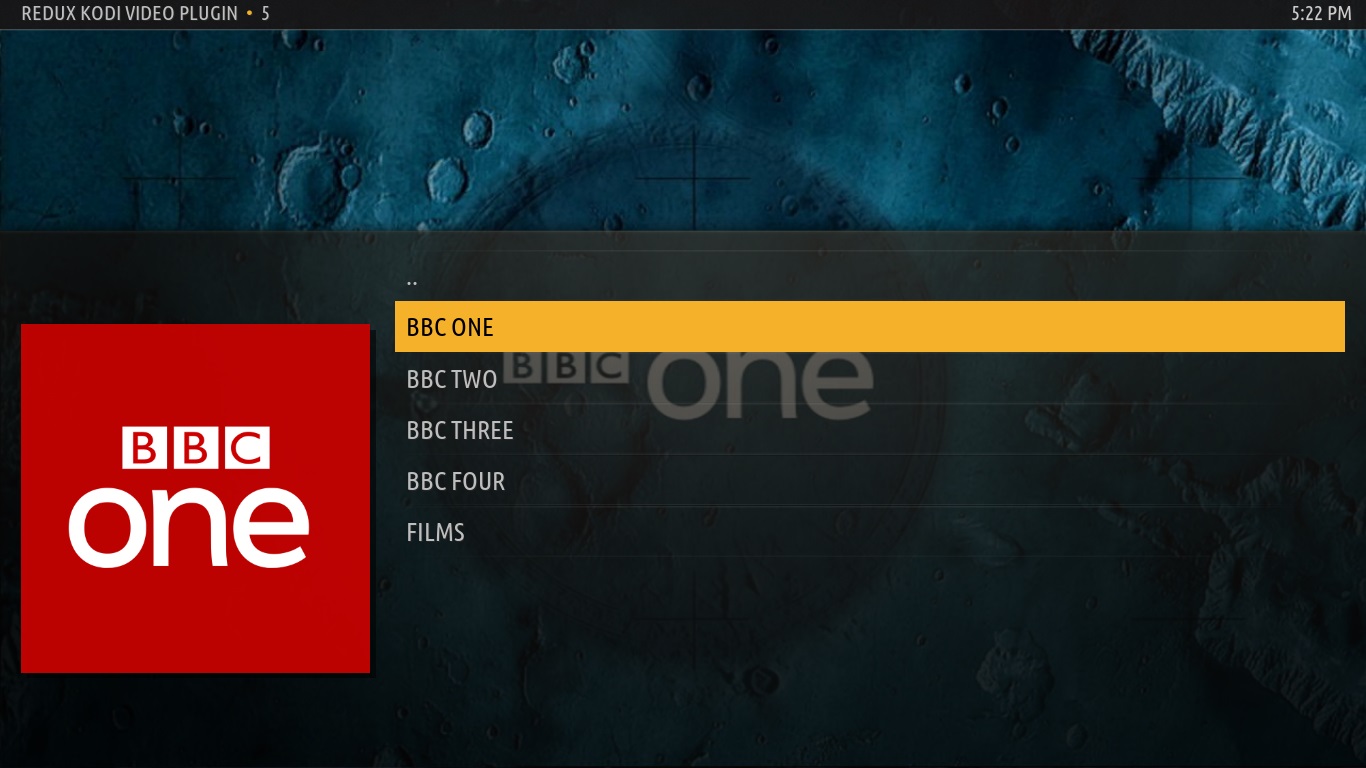 REDUX KODI VIDEO PLUGIN • 5
5:22 PM
..
BBC ONE
BBC TWO
BBC THREE
BBC FOUR
FILMS
BBC
one
BBC
one